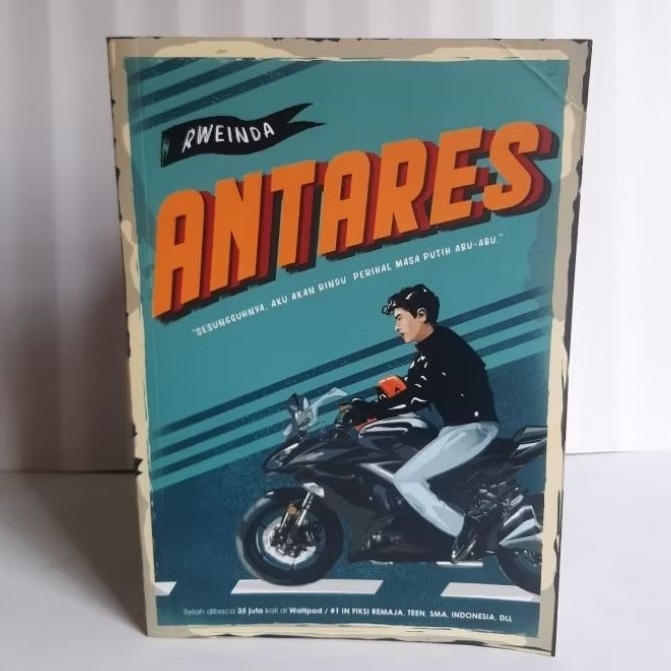 RWEINDA
ANTARES
"SESUNGGUHNYA, AKU AKAN RINDU PERIHAL MASA PUTIH ABU-ABU."
Telah dibaca 35 juta kali di Wattpad / #1 IN FIKSI REMAJA, TEEN, SMA, INDONESIA, DLL